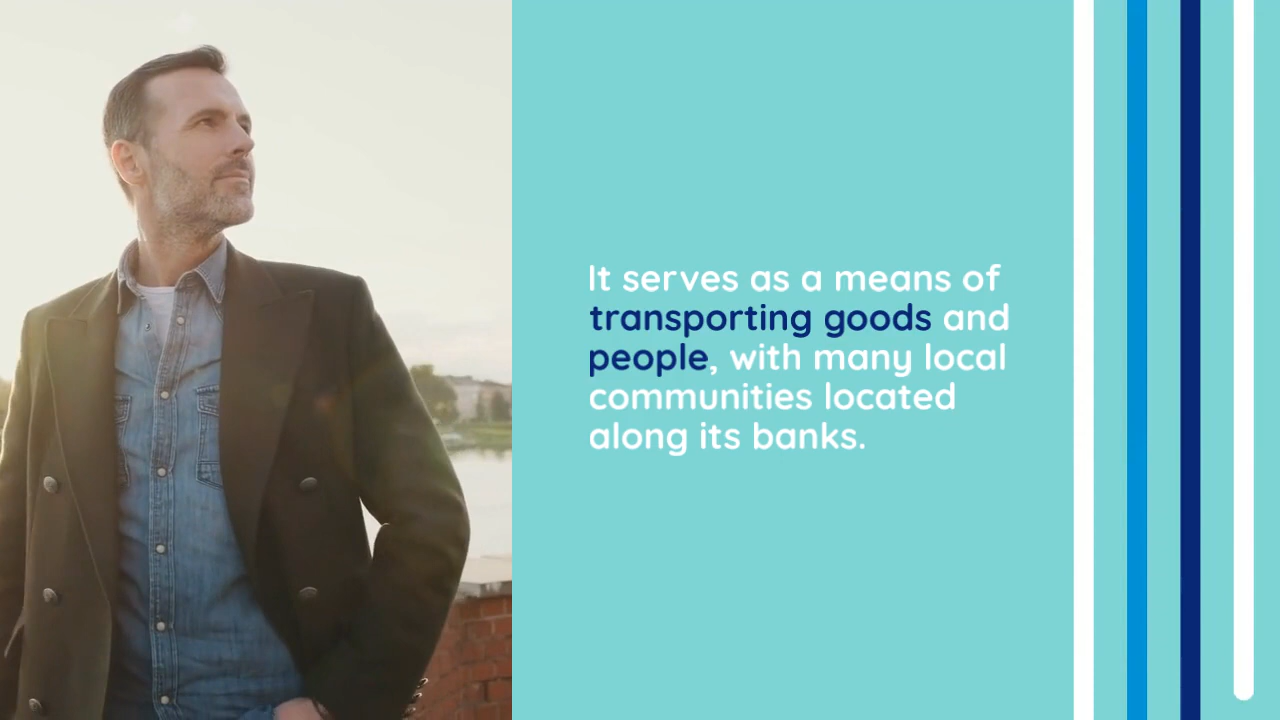 It serves as a means of
transporting goods and
people, with many local
communities located
along its banks.